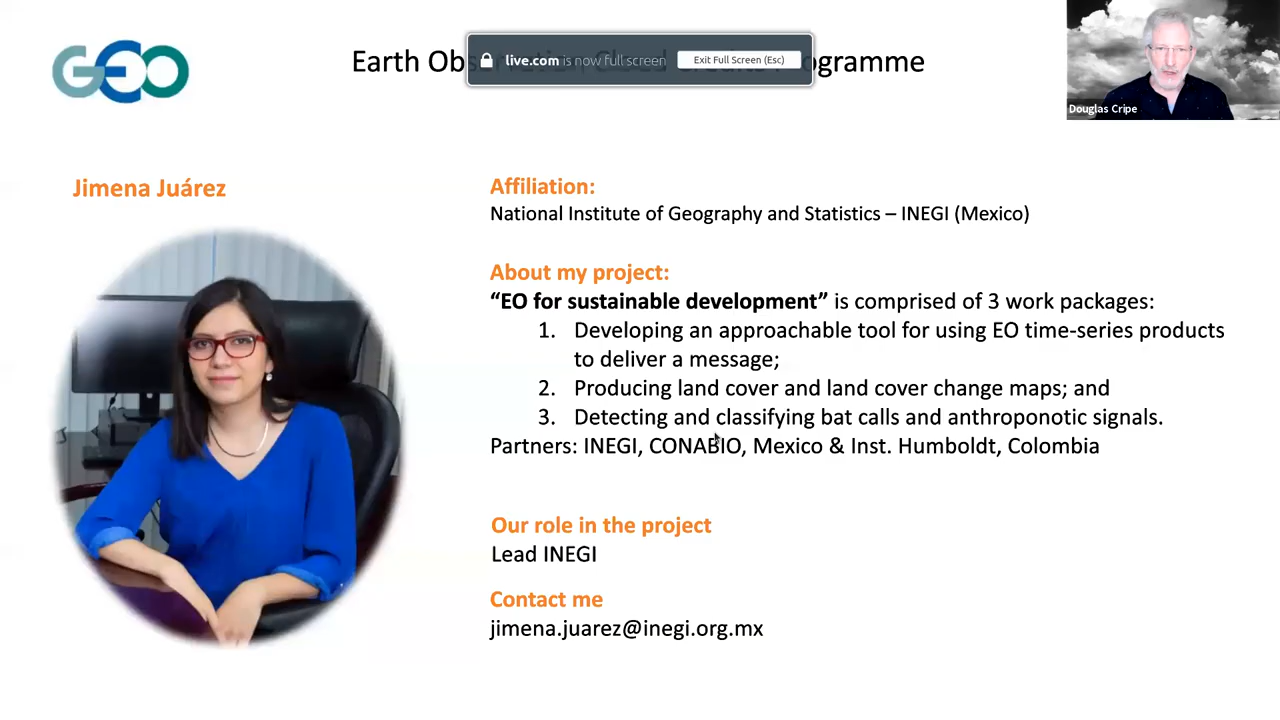 GEO
Earth Ob
ogramme
live.com is now full screen
Exit Full Screen (Esc)
Douglas Cripe
Jimena Juárez
Affiliation:
National Institute of Geography and Statistics – INEGI (Mexico)
About my project:
“EO for sustainable development” is comprised of 3 work packages:
1. Developing an approachable tool for using EO time-series products
to deliver a message;
2. Producing land cover and land cover change maps; and
3. Detecting and classifying bat calls and anthroponotic signals.
Partners: INEGI, CONABIO, Mexico & Inst. Humboldt, Colombia
Our role in the project
Lead INEGI
Contact me
jimena.juarez@inegi.org.mx